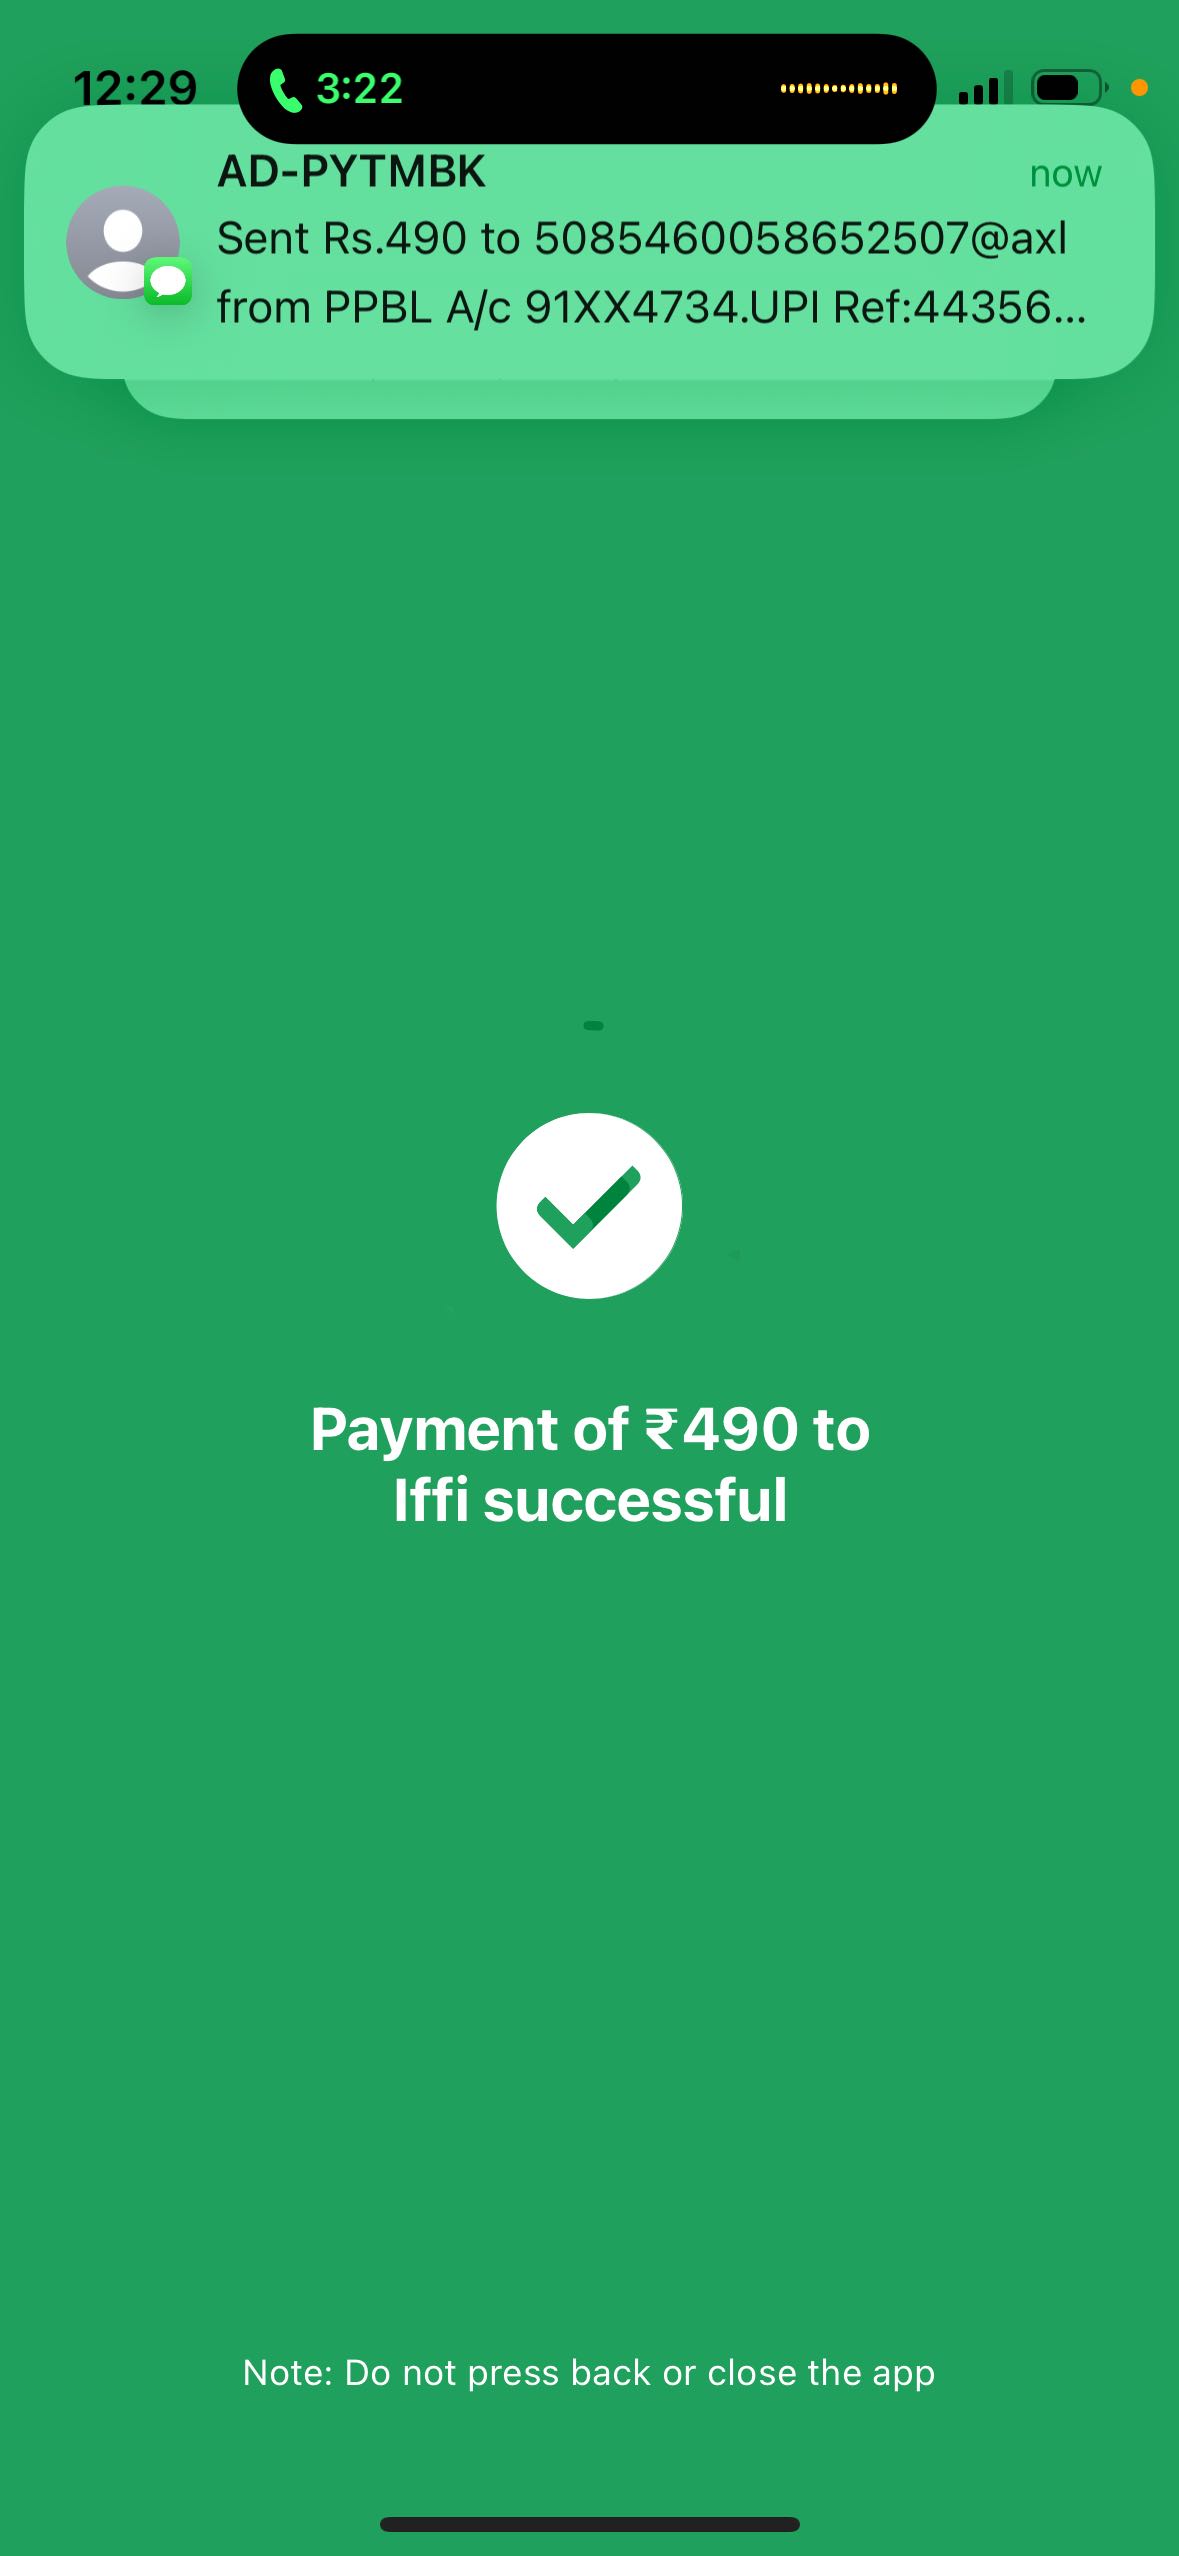 12:29
3:22
AD-PYTMBK
now
Sent Rs.490 to 5085460058652507@axl
from PPBL A/c 91XX4734.UPI Ref:44356...
Payment of ₹490 to
Iffi successful
Note: Do not press back or close the app